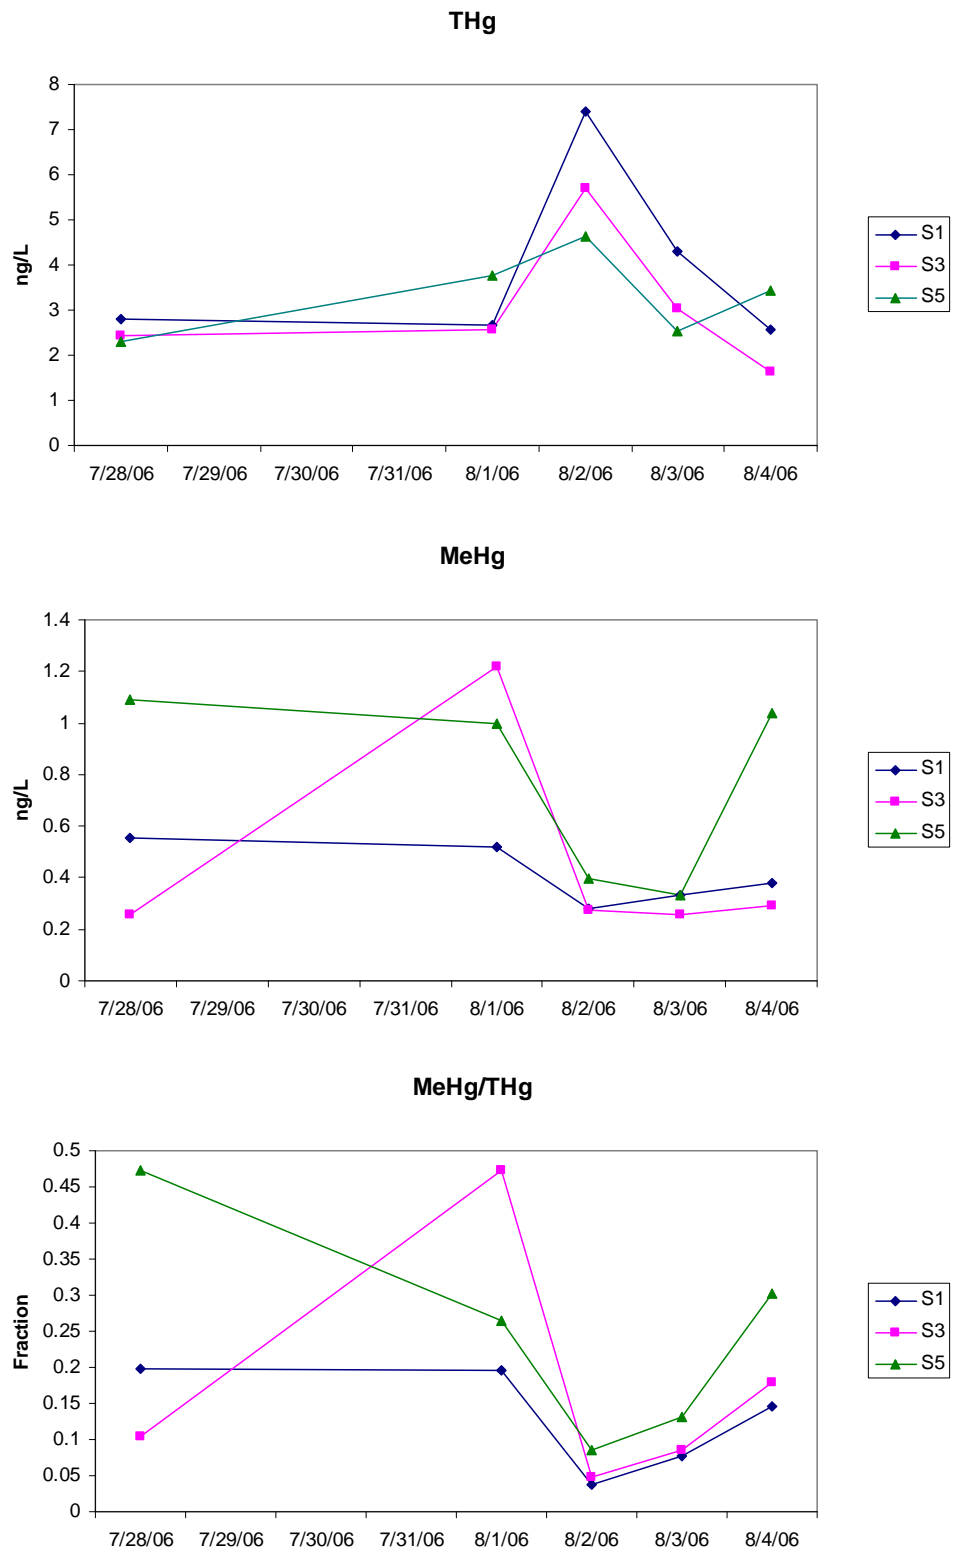 THg
8
7
6
5
4
3
2
1
0
ng/L
7/28/06 7/29/06 7/30/06 7/31/06 8/1/06 8/2/06 8/3/06 8/4/06
S1
S3
S5
MeHg
1.4
1.2
1
0.8
0.6
0.4
0.2
0
ng/L
7/28/06 7/29/06 7/30/06 7/31/06 8/1/06 8/2/06 8/3/06 8/4/06
S1
S3
S5
MeHg/THg
0.5
0.45
0.4
0.35
0.3
0.25
0.2
0.15
0.1
0.05
0
Fraction
7/28/06 7/29/06 7/30/06 7/31/06 8/1/06 8/2/06 8/3/06 8/4/06
S1
S3
S5